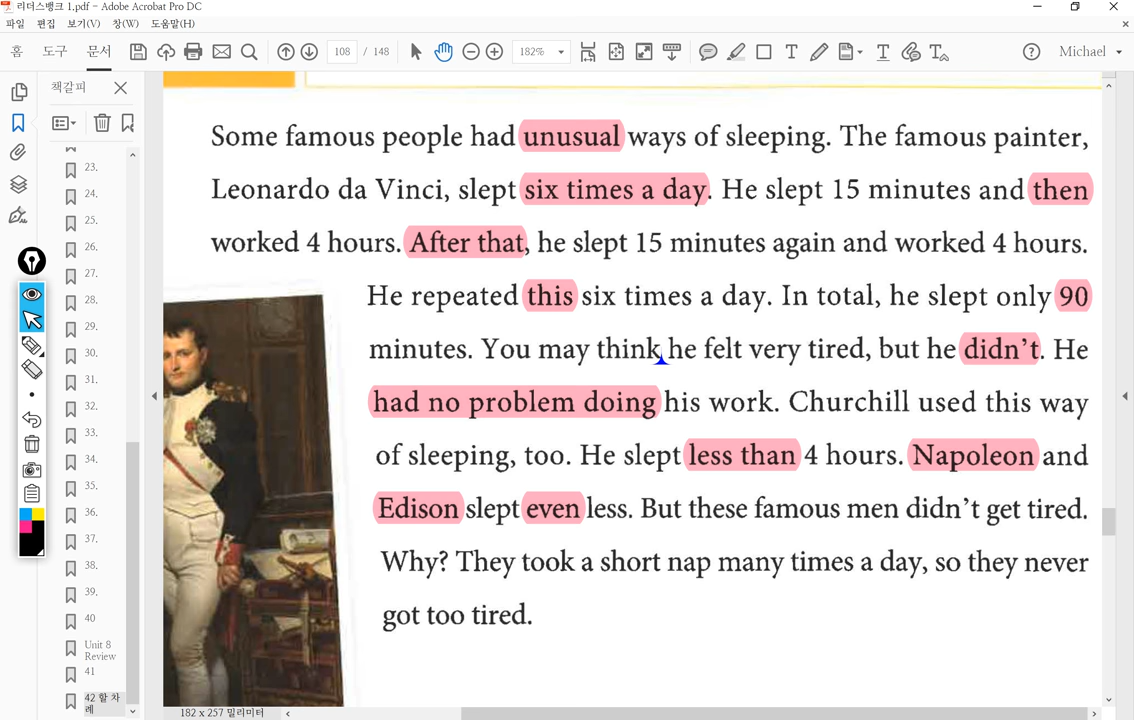 리더스뱅크 1.pdf - Adobe Acrobat Pro DC
파일 편집 보기(V) 창(W) 도움말(H)
홈 도구 문서 108 / 148 182% Michael
책갈피
23.
24.
25.
26.
27.
28.
29.
30.
31.
32.
33.
34.
35.
36.
37.
38.
39.
40
Unit 8
Review
41
42 할 차
례
Some famous people had unusual ways of sleeping. The famous painter,
Leonardo da Vinci, slept six times a day. He slept 15 minutes and then
worked 4 hours. After that, he slept 15 minutes again and worked 4 hours.
He repeated this six times a day. In total, he slept only 90
minutes. You may think he felt very tired, but he didn't. He
had no problem doing his work. Churchill used this way
of sleeping, too. He slept less than 4 hours. Napoleon and
Edison slept even less. But these famous men didn't get tired.
Why? They took a short nap many times a day, so they never
got too tired.
182 x 257 밀리미터